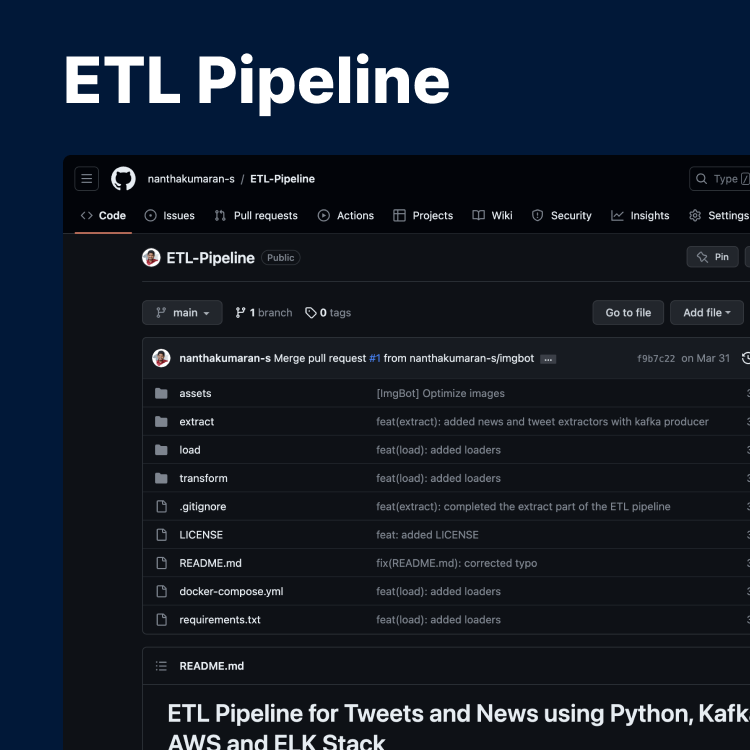 ETL Pipeline
nanthakumaran-s / ETL-Pipeline
Type /
Code Issues Pull requests Actions Projects Wiki Security Insights Settings
ETL-Pipeline Public
Pin
main 1 branch 0 tags
Go to file Add file
nanthakumaran-s Merge pull request #1 from nanthakumaran-s/imgbot ... f9b7c22 on Mar 31
assets [ImgBot] Optimize images
extract feat(extract): added news and tweet extractors with kafka producer
load feat(load): added loaders
transform feat(load): added loaders
.gitignore feat(extract): completed the extract part of the ETL pipeline
LICENSE feat: added LICENSE
README.md fix(README.md): corrected typo
docker-compose.yml feat(load): added loaders
requirements.txt feat(load): added loaders
README.md
ETL Pipeline for Tweets and News using Python, Kafka
AWS and ELK Stack